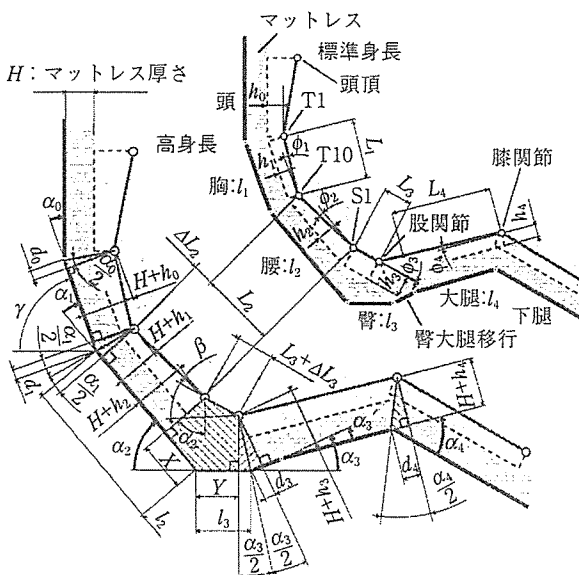 マットレス
H：マットレス厚さ
標準身長
頭頂
頭
h₀
T1
高身長
φ₁
L₁
h₁
T10
膝関節
α₀
φ₂
S1
L₃
L₄
胸:l₁
股関節
h₄
d₀
ΔL₂
h₂
φ₃
φ₄
H+h₀
腰:l₂
h₃
大腿:l₄
下腿
γ
α₁
L₂
臀:l₃
臀大腿移行
α₁/2
H+h₁
d₁
α₁/2
H+h₂
β
L₃+ΔL₃
H+h₄
α₂
α₂
X
α₃
α₃
α₄
Y
d₃
H+h₃
d₄
l₂
l₃
α₄/2
α₃/2
α₃/2